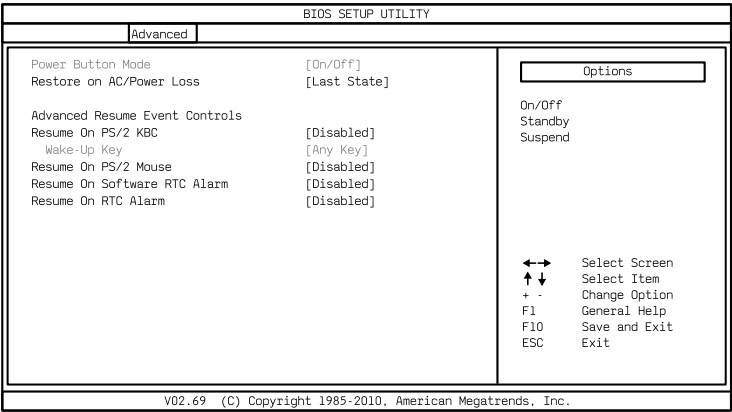 BIOS SETUP UTILITY
Advanced
Power Button Mode [On/Off]
Restore on AC/Power Loss [Last State]
Advanced Resume Event Controls
Resume On PS/2 KBC [Disabled]
Wake-Up Key [Any Key]
Resume On PS/2 Mouse [Disabled]
Resume On Software RTC Alarm [Disabled]
Resume On RTC Alarm [Disabled]
Options
On/Off
Standby
Suspend
←→ Select Screen
↑↓ Select Item
+ - Change Option
F1 General Help
F10 Save and Exit
ESC Exit
V02.69 (C) Copyright 1985-2010, American Megatrends, Inc.